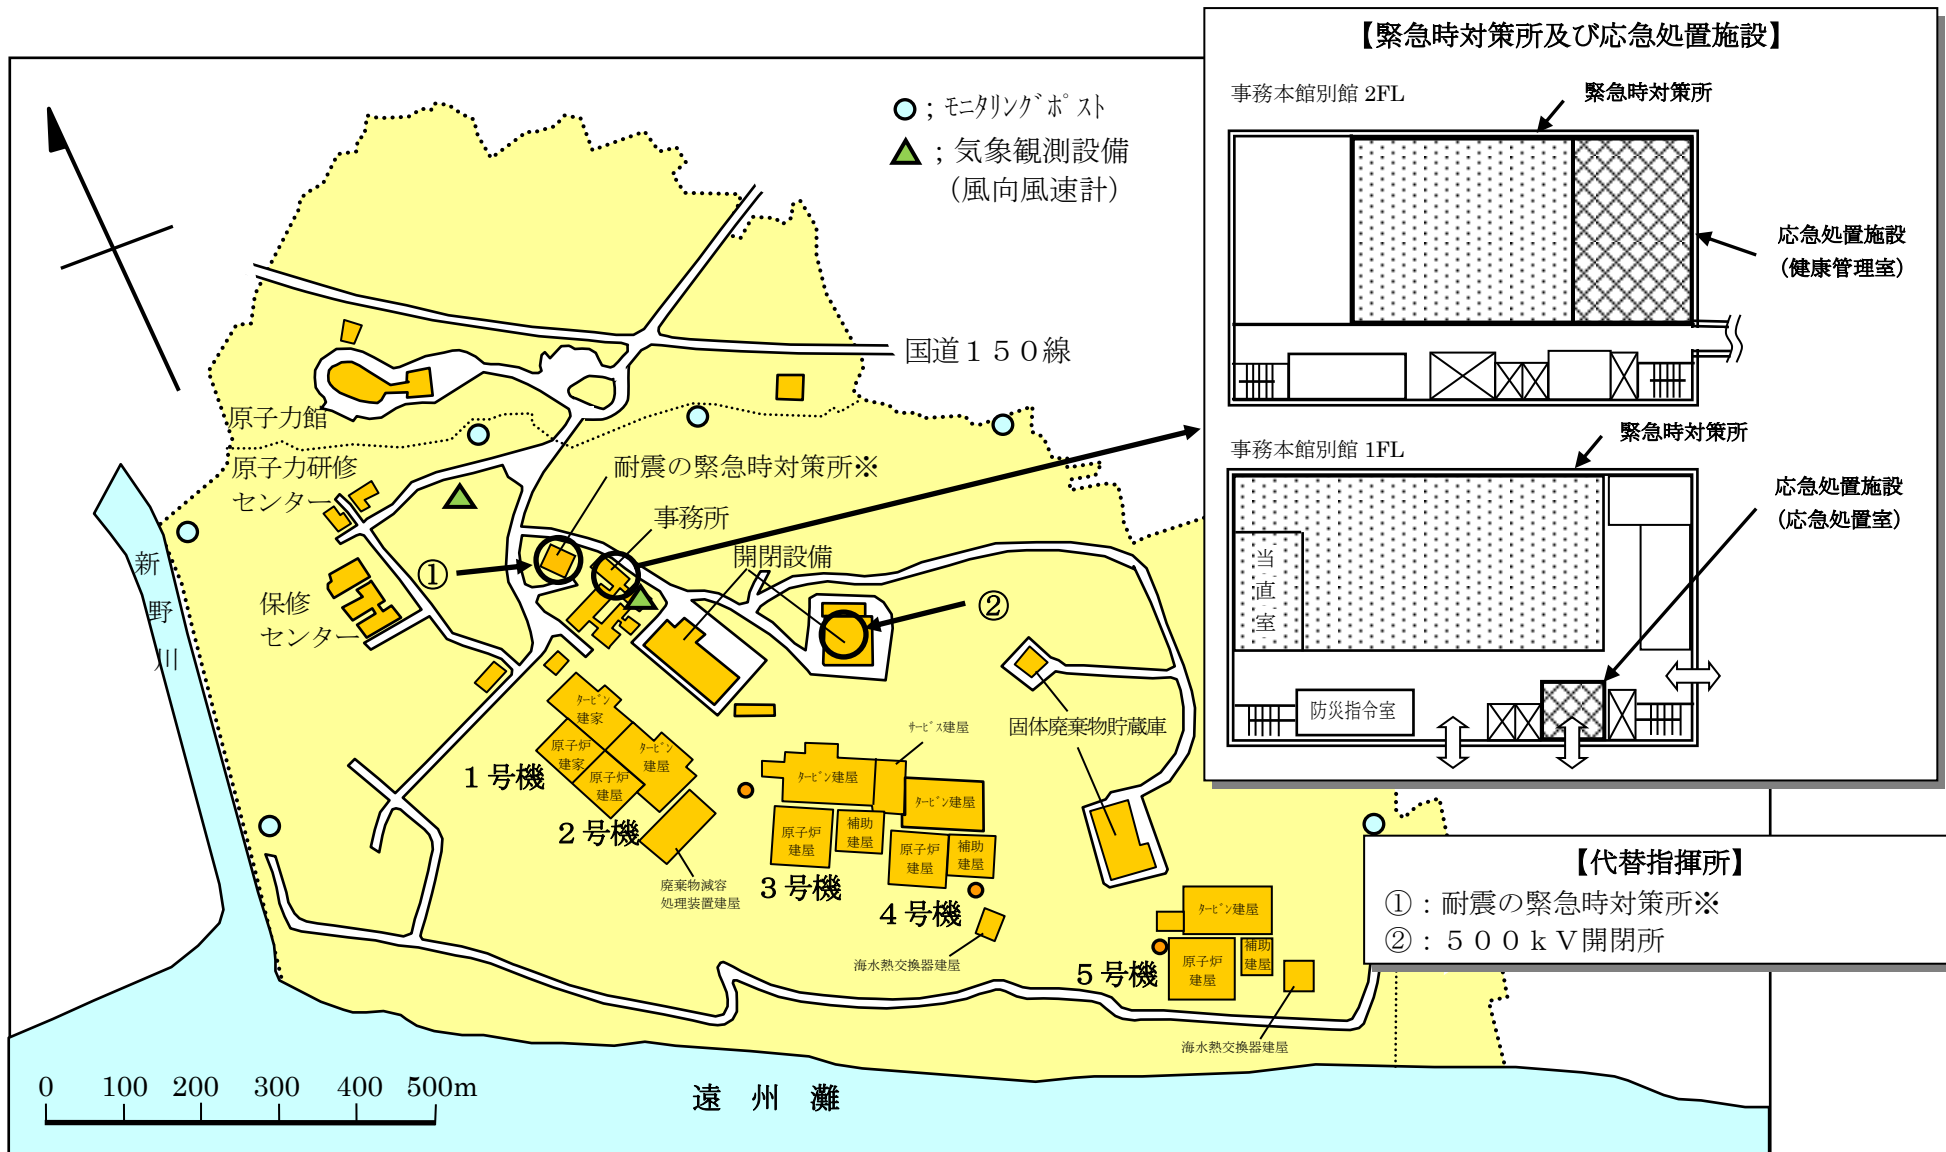 【緊急時対策所及び応急処置施設】
事務本館別館 2FL
緊急時対策所
応急処置施設
（健康管理室）
事務本館別館 1FL
緊急時対策所
応急処置施設
（応急処置室）
当直室
防災指令室
；ﾓﾆﾀﾘﾝｸﾞﾎﾟｽﾄ
；気象観測設備
（風向風速計）
国道１５０線
原子力館
原子力研修
センター
耐震の緊急時対策所※
事務所
開閉設備
①
②
新野川
保修
センター
ﾀｰﾋﾞﾝ
建家
原子炉
建家
１号機
ﾀｰﾋﾞﾝ
建屋
原子炉
建屋
２号機
廃棄物減容
処理装置建屋
ｻｰﾋﾞｽ建屋
固体廃棄物貯蔵庫
ﾀｰﾋﾞﾝ建屋
原子炉
建屋
補助
建屋
３号機
ﾀｰﾋﾞﾝ建屋
原子炉
建屋
補助
建屋
４号機
海水熱交換器建屋
ﾀｰﾋﾞﾝ建屋
原子炉
建屋
補助
建屋
５号機
海水熱交換器建屋
【代替指揮所】
①：耐震の緊急時対策所※
②：５００ｋＶ開閉所
0 100 200 300 400 500m
遠州灘